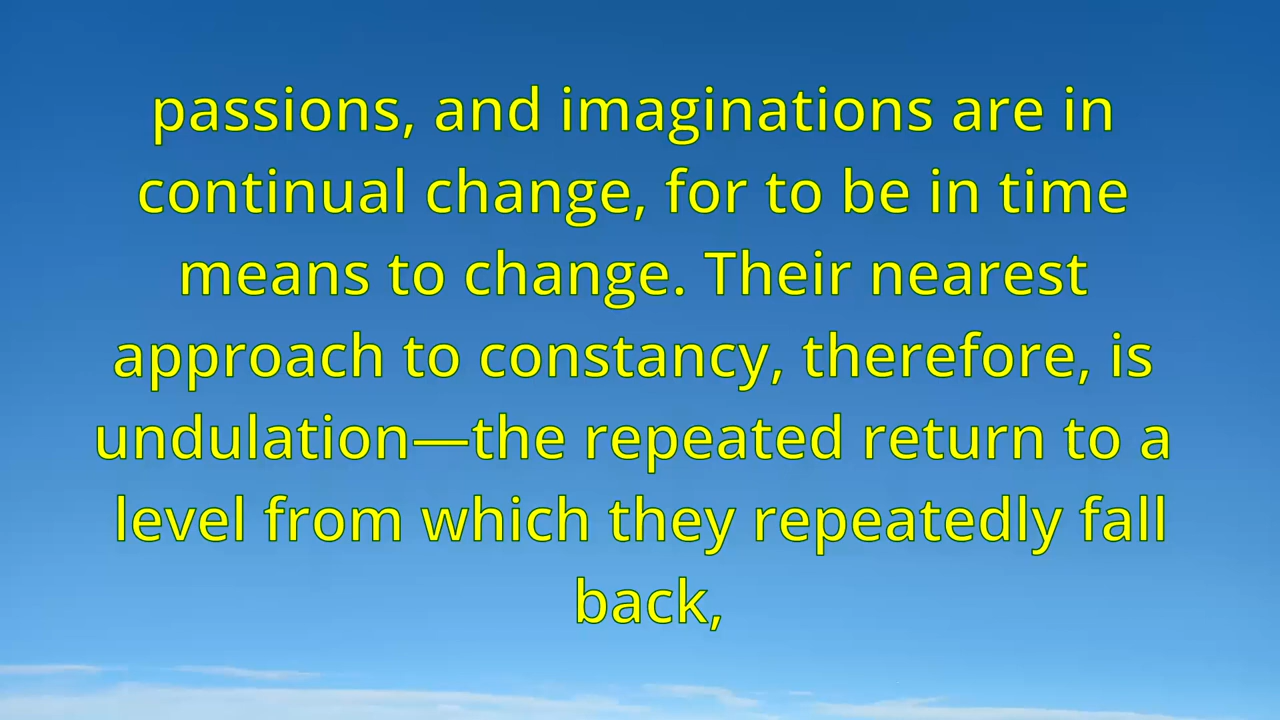 passions, and imaginations are in
continual change, for to be in time
means to change. Their nearest
approach to constancy, therefore, is
undulation—the repeated return to a
level from which they repeatedly fall
back,